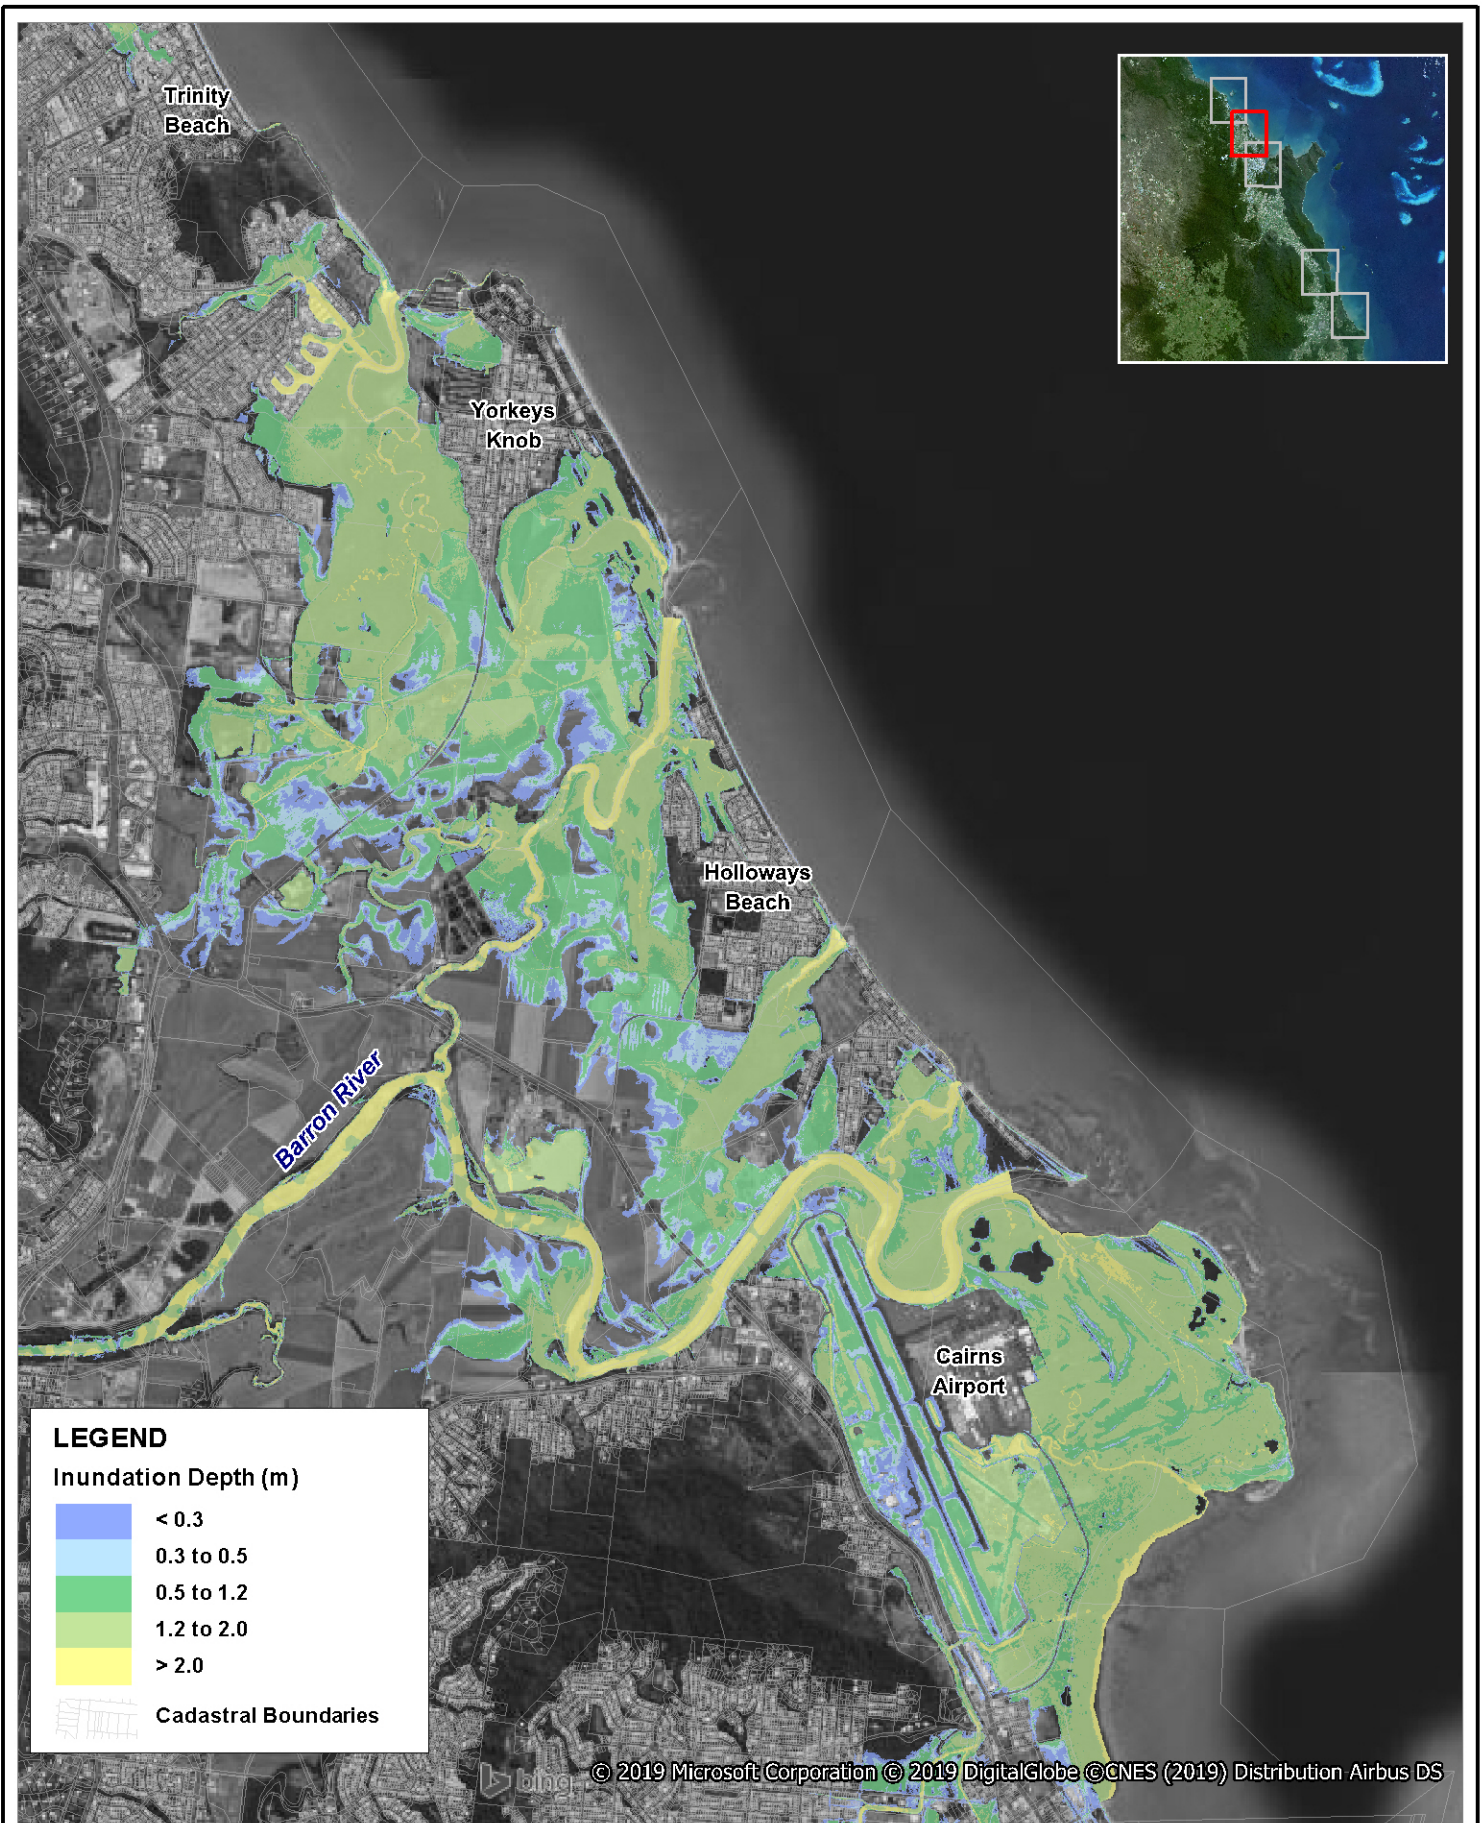 Trinity
Beach
Yorkeys
Knob
Holloways
Beach
Barron River
Cairns
Airport
LEGEND
Inundation Depth (m)
< 0.3
0.3 to 0.5
0.5 to 1.2
1.2 to 2.0
> 2.0
Cadastral Boundaries
bing
© 2019 Microsoft Corporation © 2019 DigitalGlobe ©CNES (2019) Distribution Airbus DS